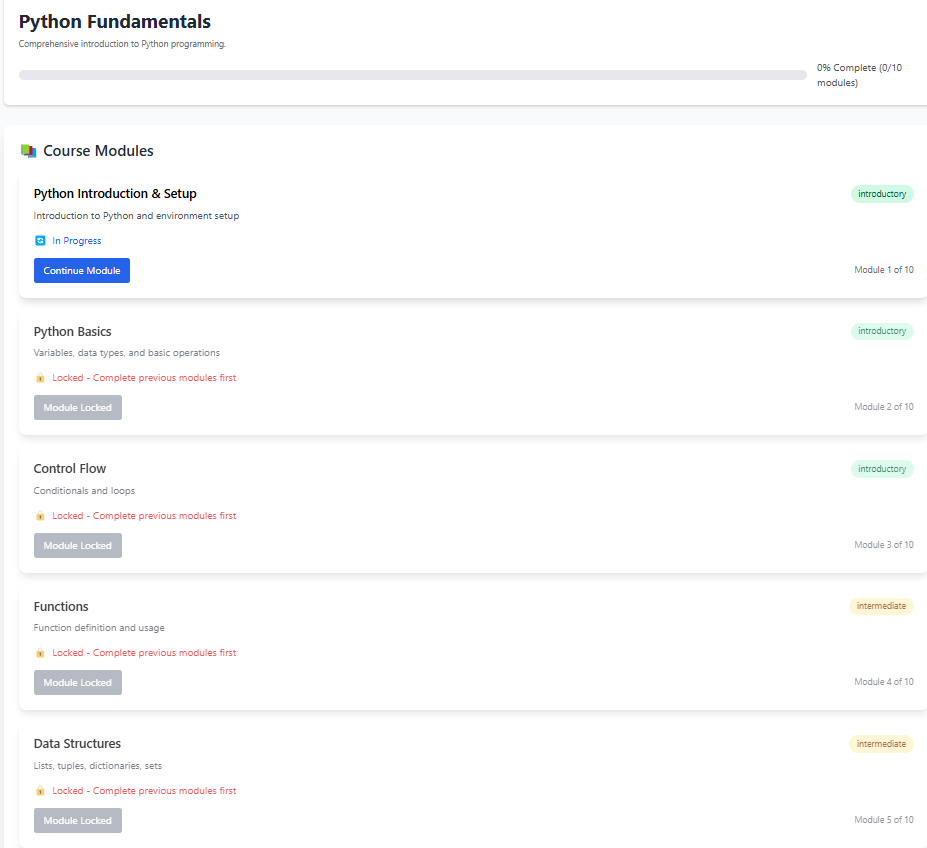 Python Fundamentals
Comprehensive introduction to Python programming.
0% Complete (0/10
modules)
Course Modules
Python Introduction & Setup
introductory
Introduction to Python and environment setup
In Progress
Continue Module
Module 1 of 10
Python Basics
introductory
Variables, data types, and basic operations
Locked - Complete previous modules first
Module Locked
Module 2 of 10
Control Flow
introductory
Conditionals and loops
Locked - Complete previous modules first
Module Locked
Module 3 of 10
Functions
intermediate
Function definition and usage
Locked - Complete previous modules first
Module Locked
Module 4 of 10
Data Structures
intermediate
Lists, tuples, dictionaries, sets
Locked - Complete previous modules first
Module Locked
Module 5 of 10